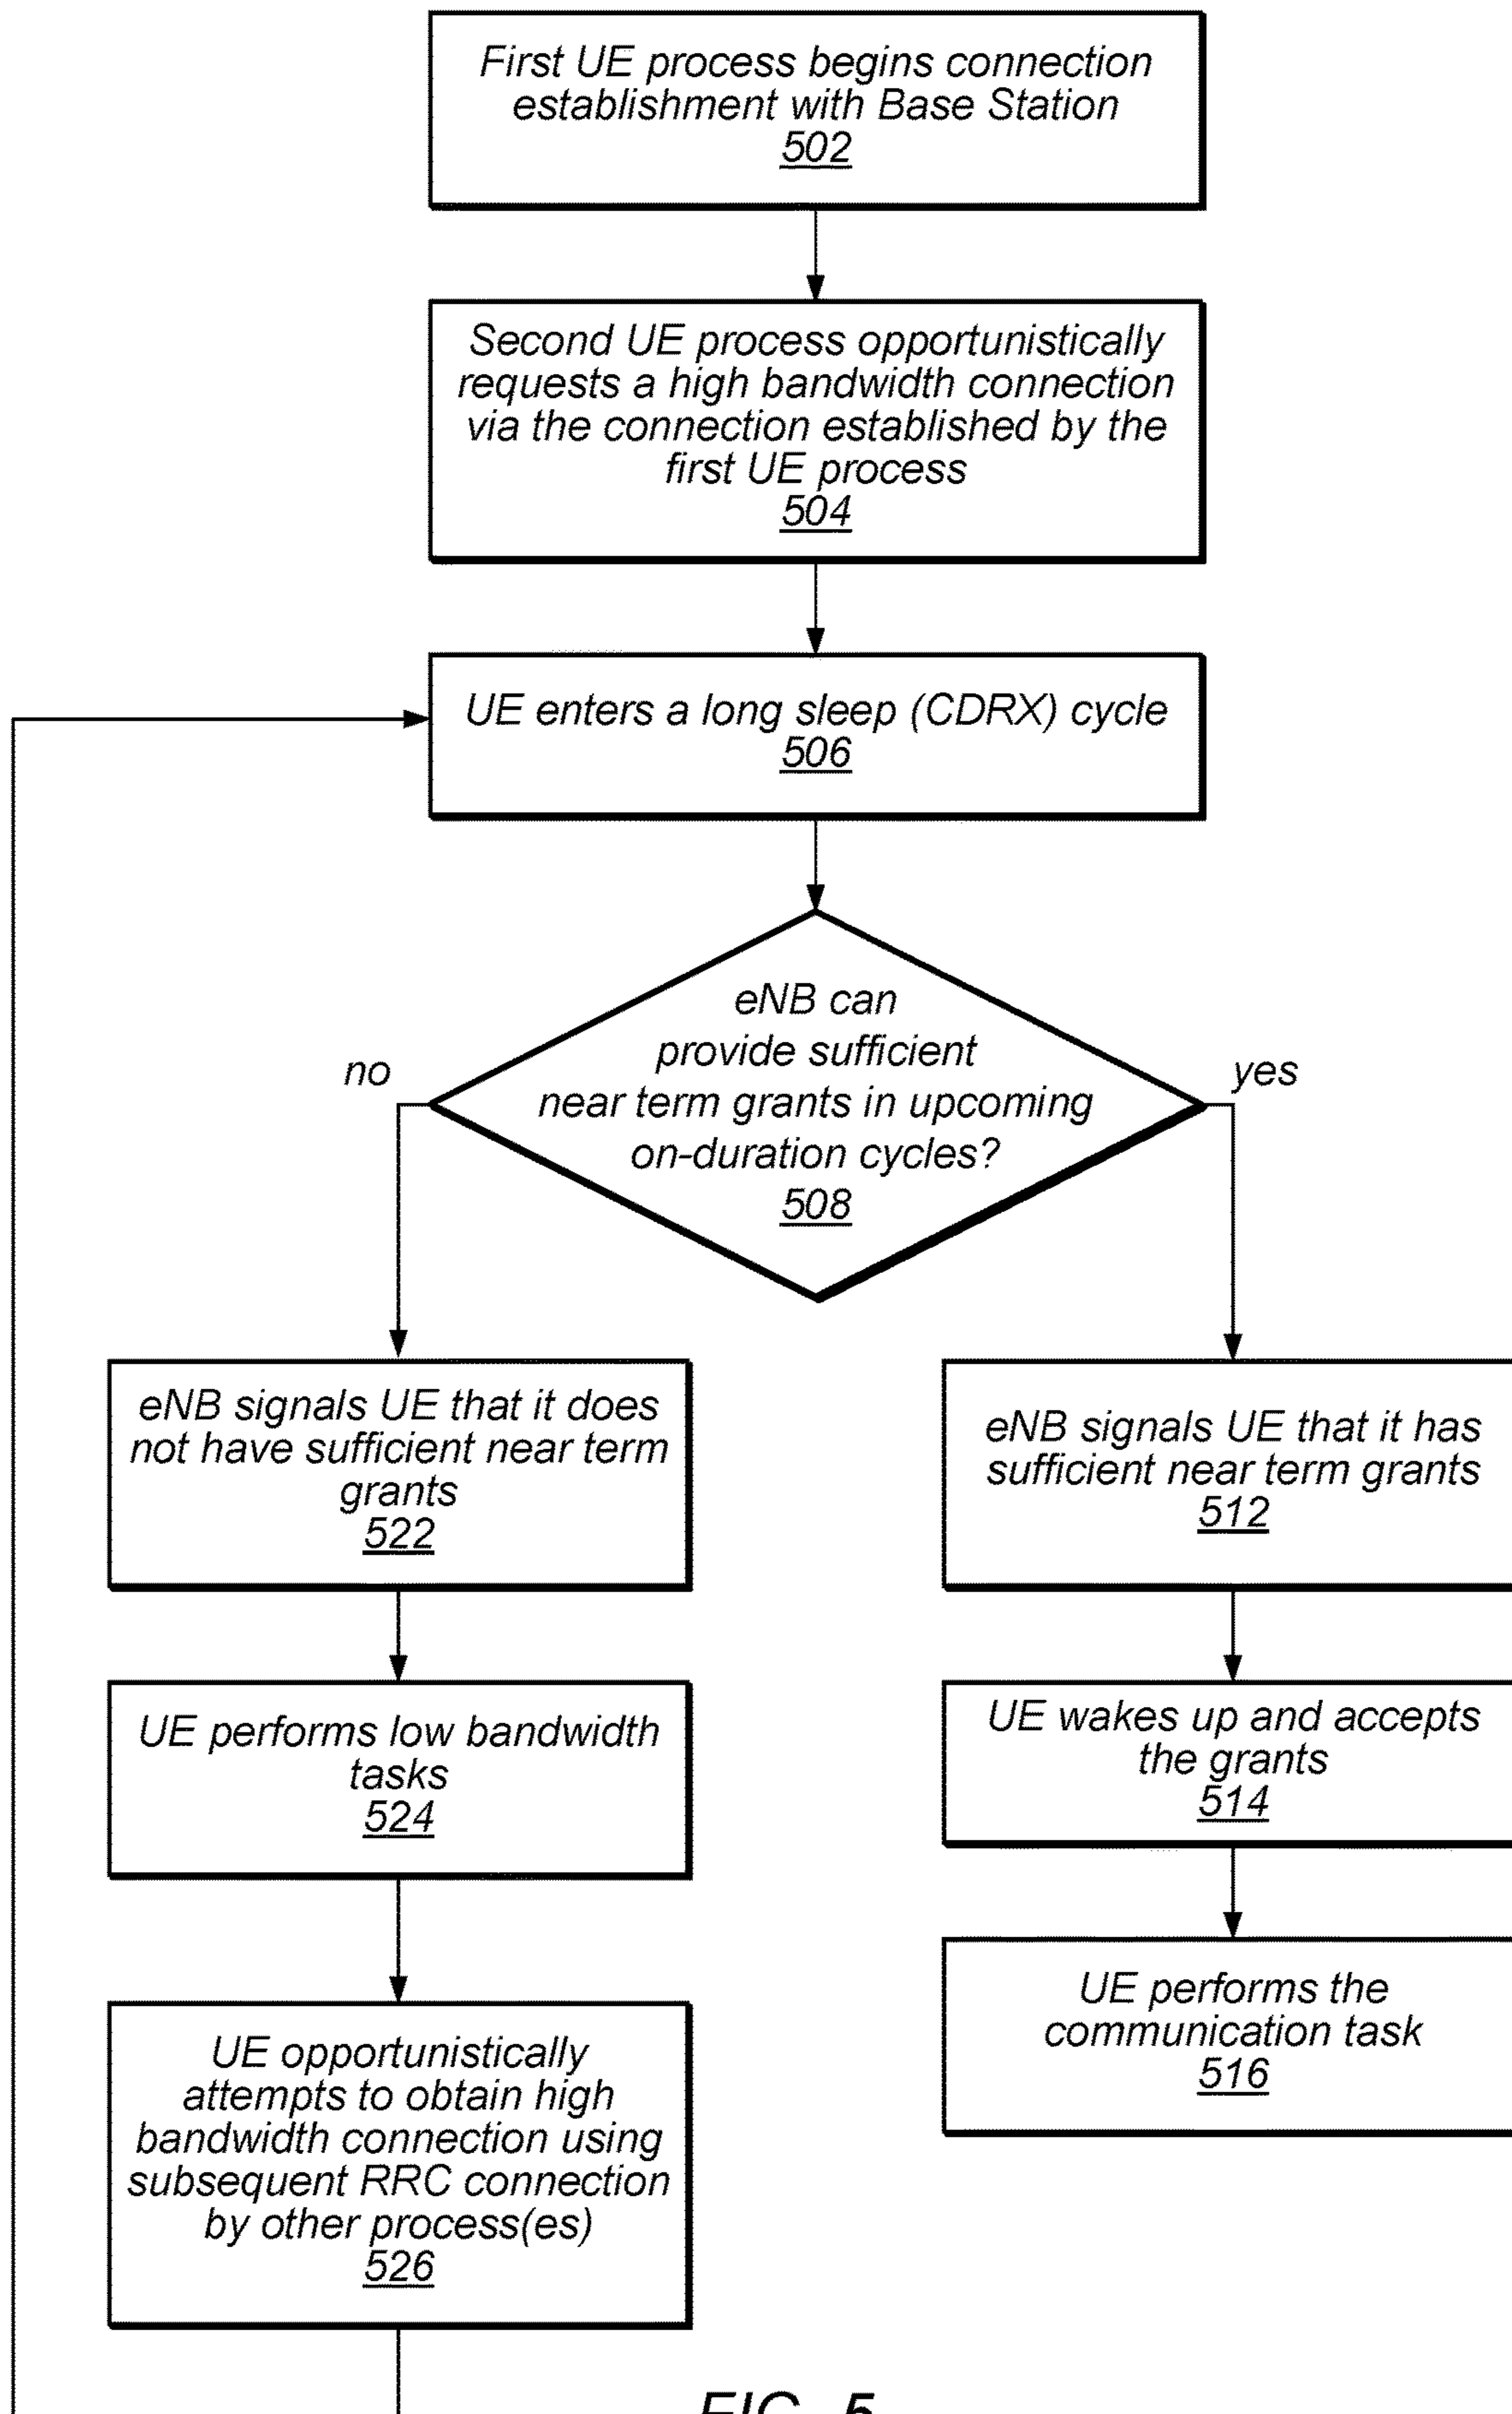 First UE process begins connection
establishment with Base Station
502
Second UE process opportunistically
requests a high bandwidth connection
via the connection established by the
first UE process
504
UE enters a long sleep (CDRX) cycle
506
eNB can
provide sufficient
near term grants in upcoming
on-duration cycles?
508
no
yes
eNB signals UE that it does
not have sufficient near term
grants
522
UE performs low bandwidth
tasks
524
UE opportunistically
attempts to obtain high
bandwidth connection using
subsequent RRC connection
by other process(es)
526
eNB signals UE that it has
sufficient near term grants
512
UE wakes up and accepts
the grants
514
UE performs the
communication task
516
FIG. 5